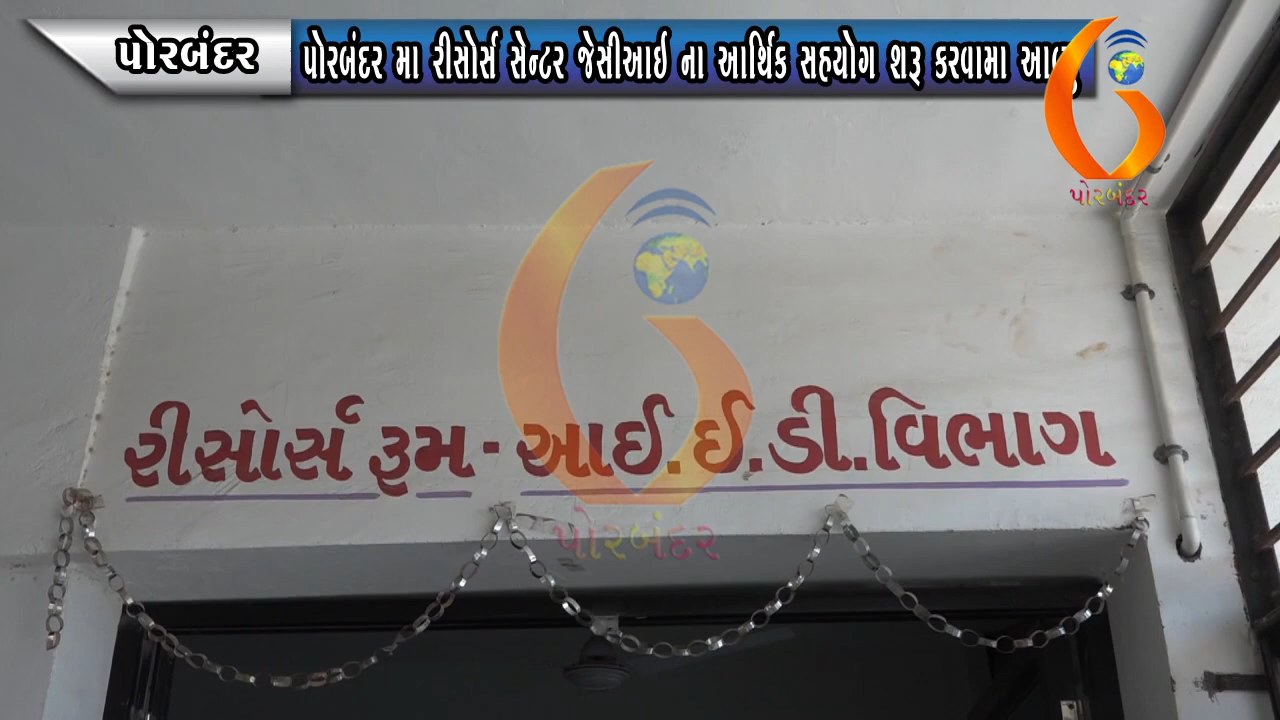 પોરબંદર
પોરબંદર મા રીસોર્સ સેન્ટર જેસીઆઇ ના આર્થિક સહયોગ શરૂ કરવામા
પોરબંદર
રીસોર્સ રૂમ - આઈ.ઈ.ડી.વિભાગ
પોરબંદર